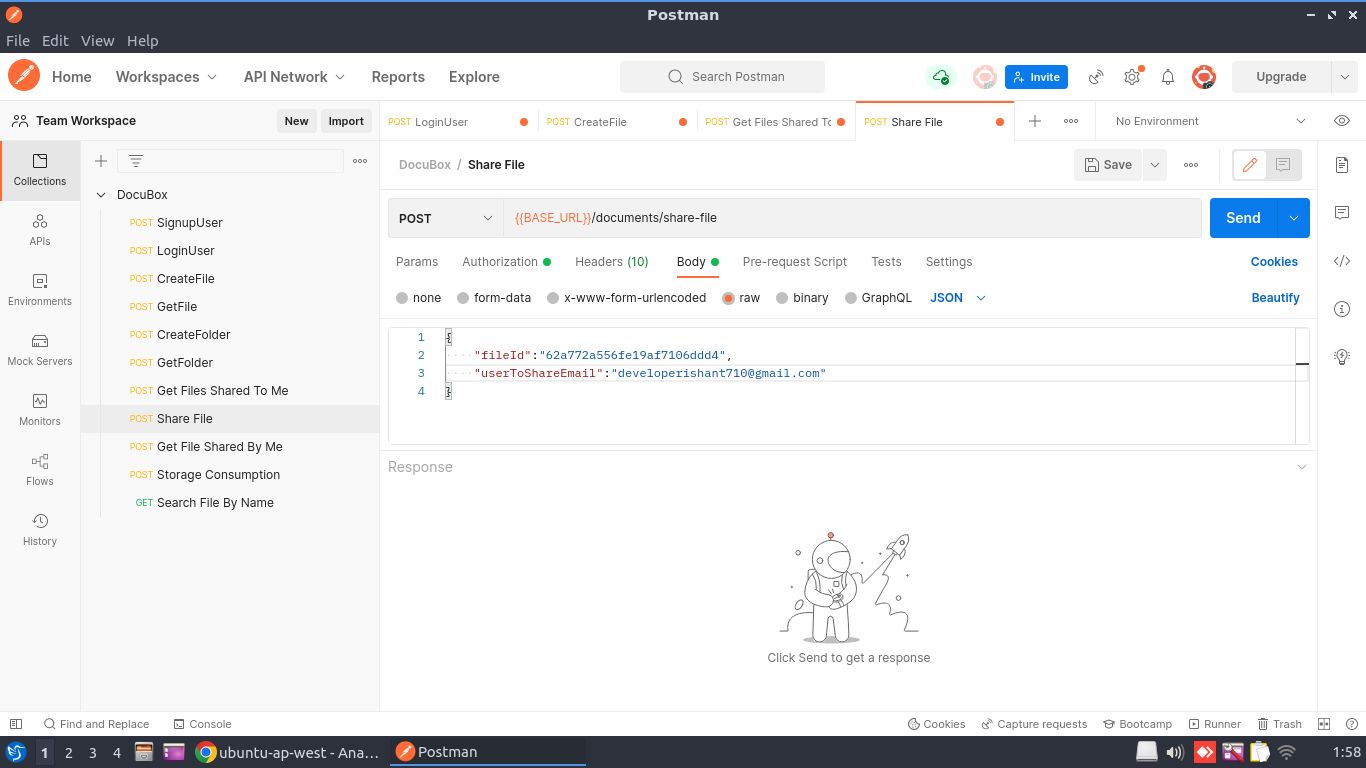 Postman
File Edit View Help
Home Workspaces API Network Reports Explore Search Postman Invite Upgrade
Team Workspace New Import
POST LoginUser POST CreateFile POST Get Files Shared To POST Share File No Environment
Collections
APIs
Environments
Mock Servers
Monitors
Flows
History
DocuBox
POST SignupUser
POST LoginUser
POST CreateFile
POST GetFile
POST CreateFolder
POST GetFolder
POST Get Files Shared To Me
POST Share File
POST Get File Shared By Me
POST Storage Consumption
GET Search File By Name
DocuBox / Share File Save
POST {{BASE_URL}}/documents/share-file Send
Params Authorization Headers (10) Body Pre-request Script Tests Settings Cookies
none form-data x-www-form-urlencoded raw binary GraphQL JSON Beautify
1 {
2 "fileId":"62a772a556fe19af7106ddd4",
3 "userToShareEmail":"developerishant710@gmail.com"
4 }
Response
Click Send to get a response
Find and Replace Console Cookies Capture requests Bootcamp Runner Trash
1 2 3 4 ubuntu-ap-west - Ana... Postman 1:58